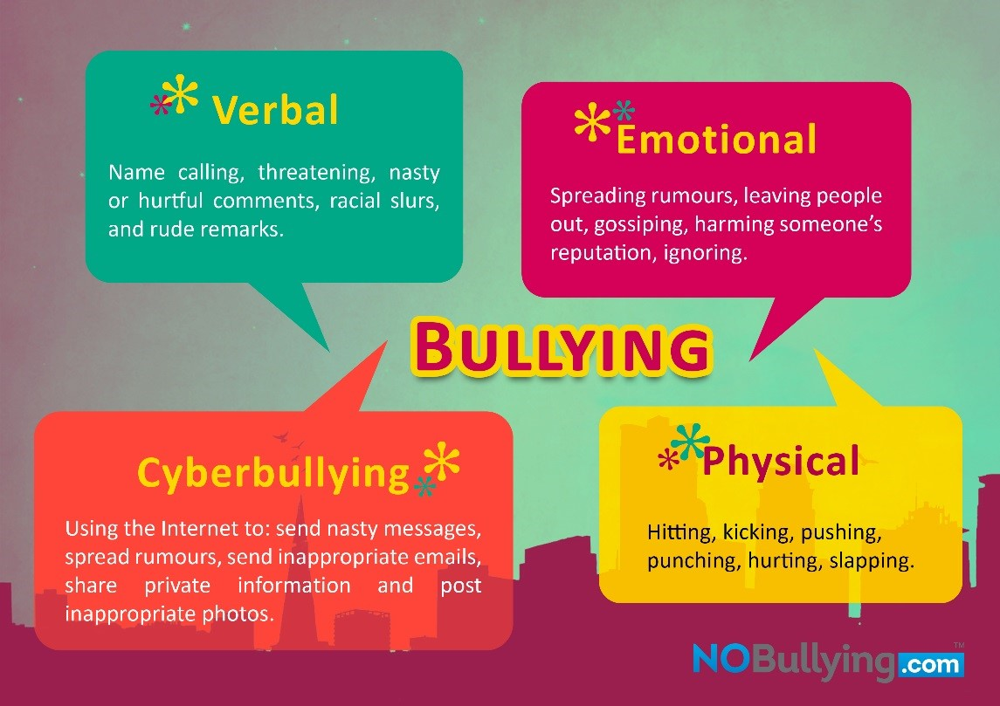 Verbal
Name calling, threatening, nasty
or hurtful comments, racial slurs,
and rude remarks.
Emotional
Spreading rumours, leaving people
out, gossiping, harming someone's
reputation, ignoring.
BULLYING
Cyberbullying
Using the Internet to: send nasty messages,
spread rumours, send inappropriate emails,
share private information and post
inappropriate photos.
Physical
Hitting, kicking, pushing,
punching, hurting, slapping.
NOBullying.com™